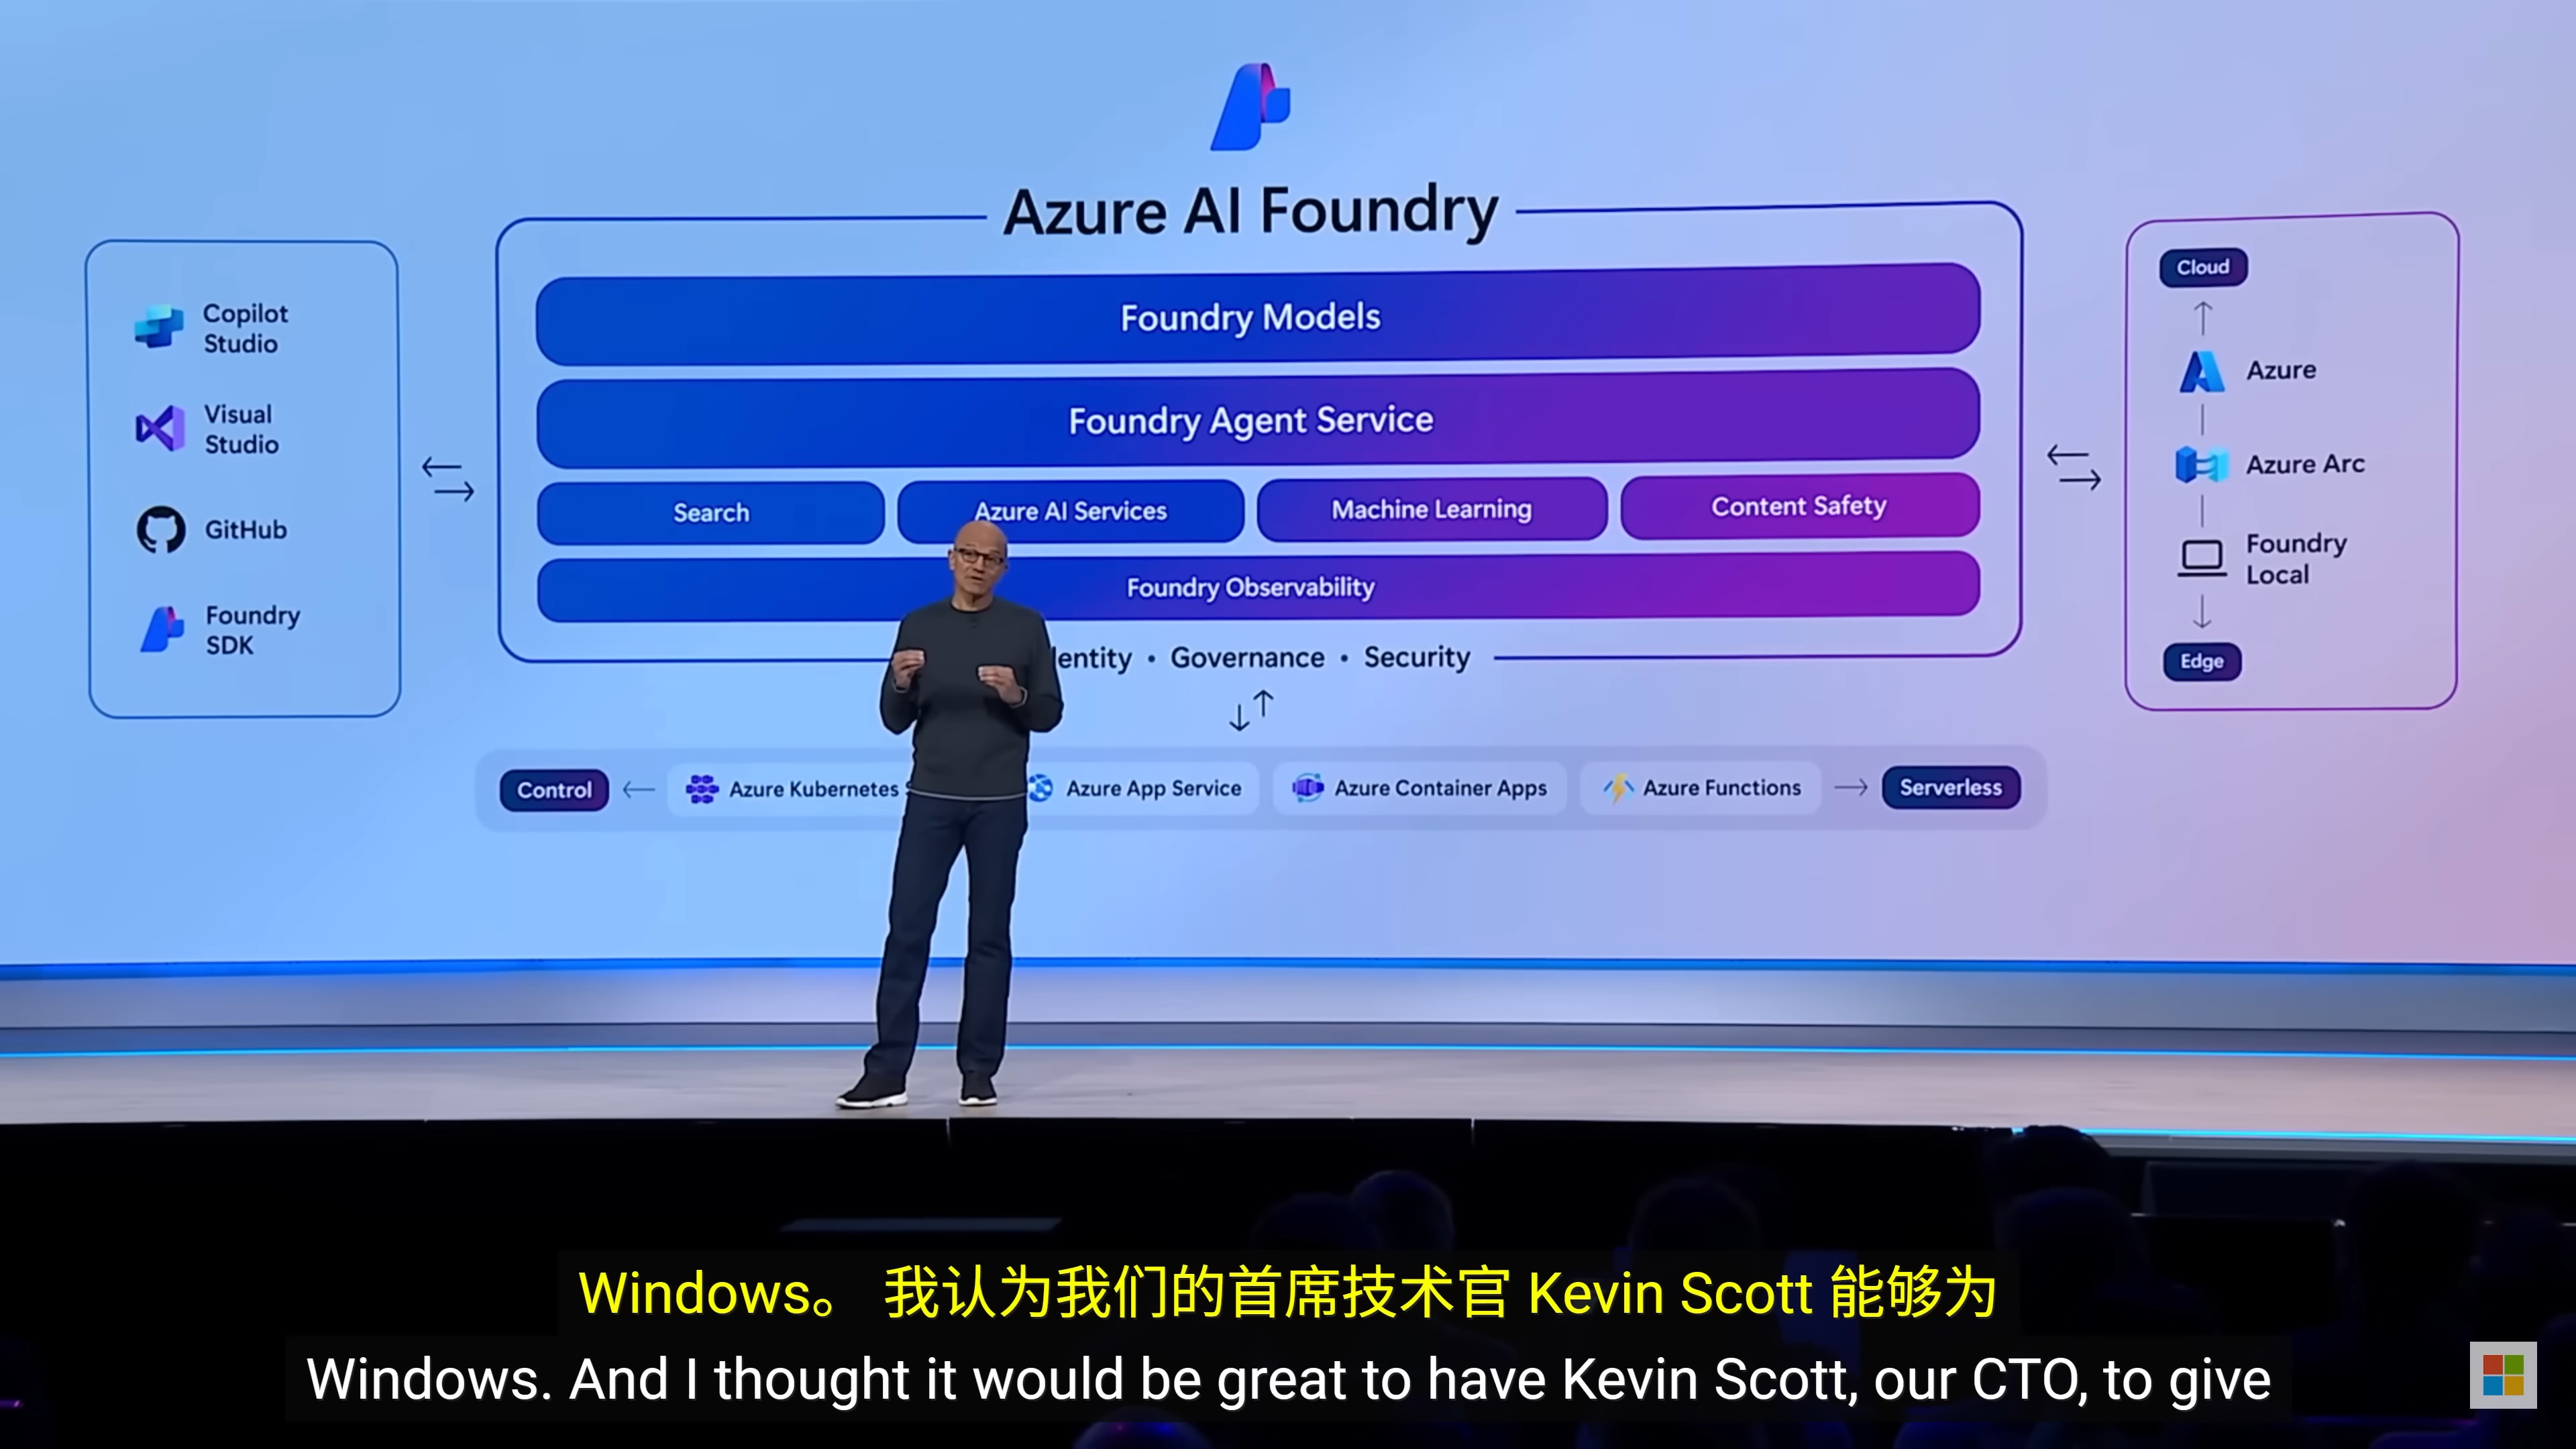 Azure AI Foundry
Copilot
Studio
Visual
Studio
GitHub
Foundry
SDK
Foundry Models
Foundry Agent Service
Search
Azure AI Services
Machine Learning
Content Safety
Foundry Observability
entity • Governance • Security
Cloud
Azure
Azure Arc
Foundry
Local
Edge
Control
Azure Kubernetes
Azure App Service
Azure Container Apps
Azure Functions
Serverless
Windows。 我认为我们的首席技术官 Kevin Scott 能够为
Windows. And I thought it would be great to have Kevin Scott, our CTO, to give